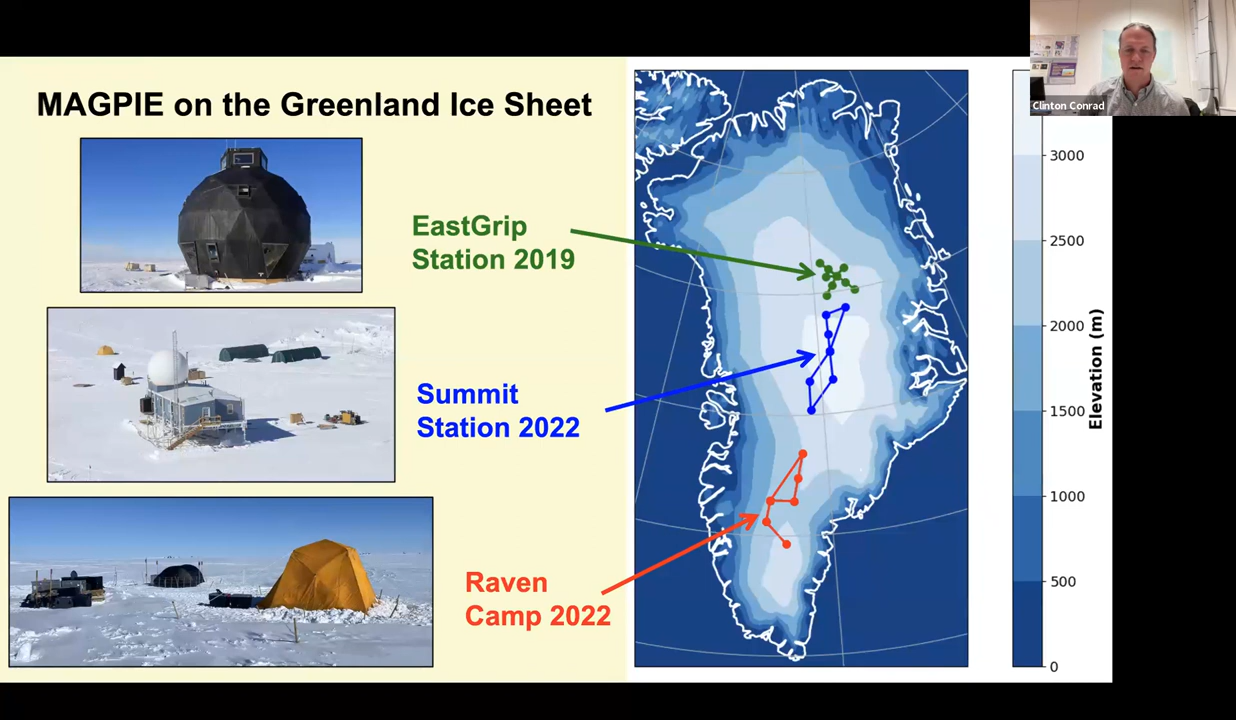 MAGPIE on the Greenland Ice Sheet
EastGrip
Station 2019
Summit
Station 2022
Raven
Camp 2022
3000
2500
2000
1500
1000
500
0
Elevation (m)
Clinton Conrad